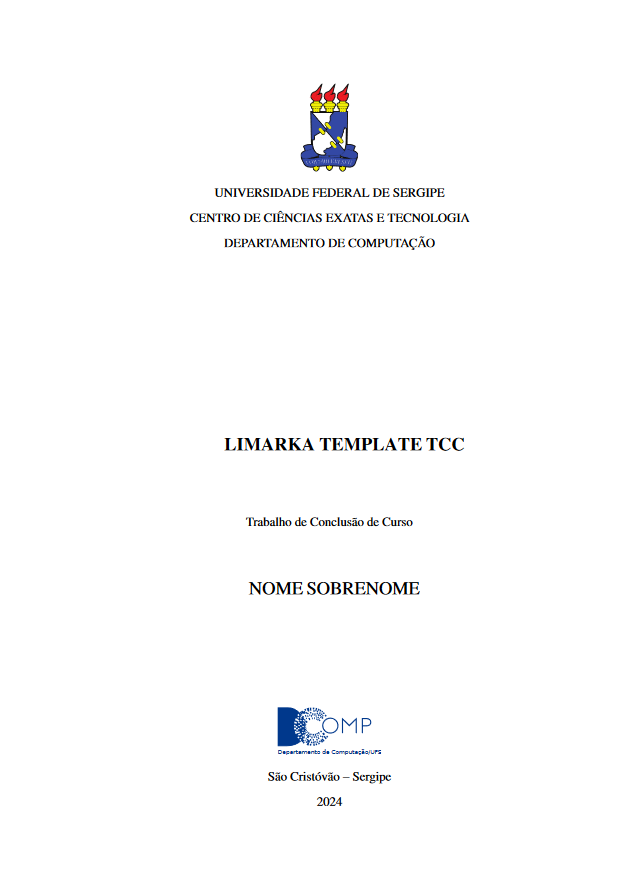 UNIVERSIDADE FEDERAL DE SERGIPE
CENTRO DE CIÊNCIAS EXATAS E TECNOLOGIA
DEPARTAMENTO DE COMPUTAÇÃO
LIMARKA TEMPLATE TCC
Trabalho de Conclusão de Curso
NOME SOBRENOME
DCOMP
Departamento de Computação/UFS
São Cristóvão – Sergipe
2024